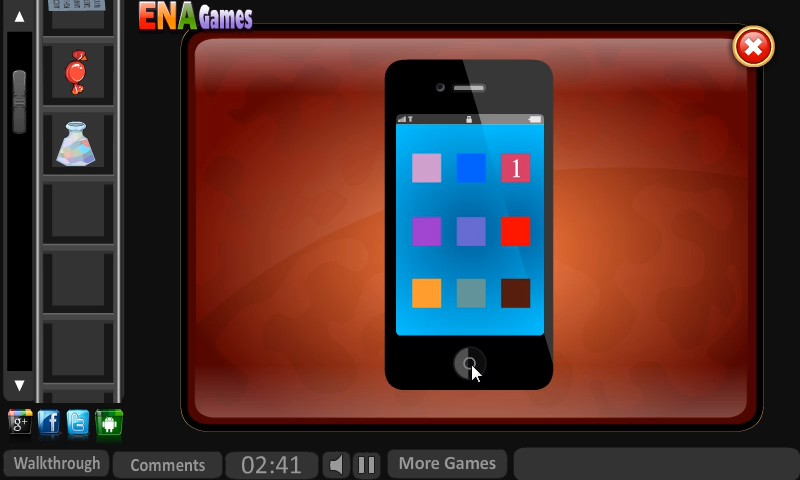 ENA Games
1
g+
f
t
Walkthrough
Comments
02:41
More Games